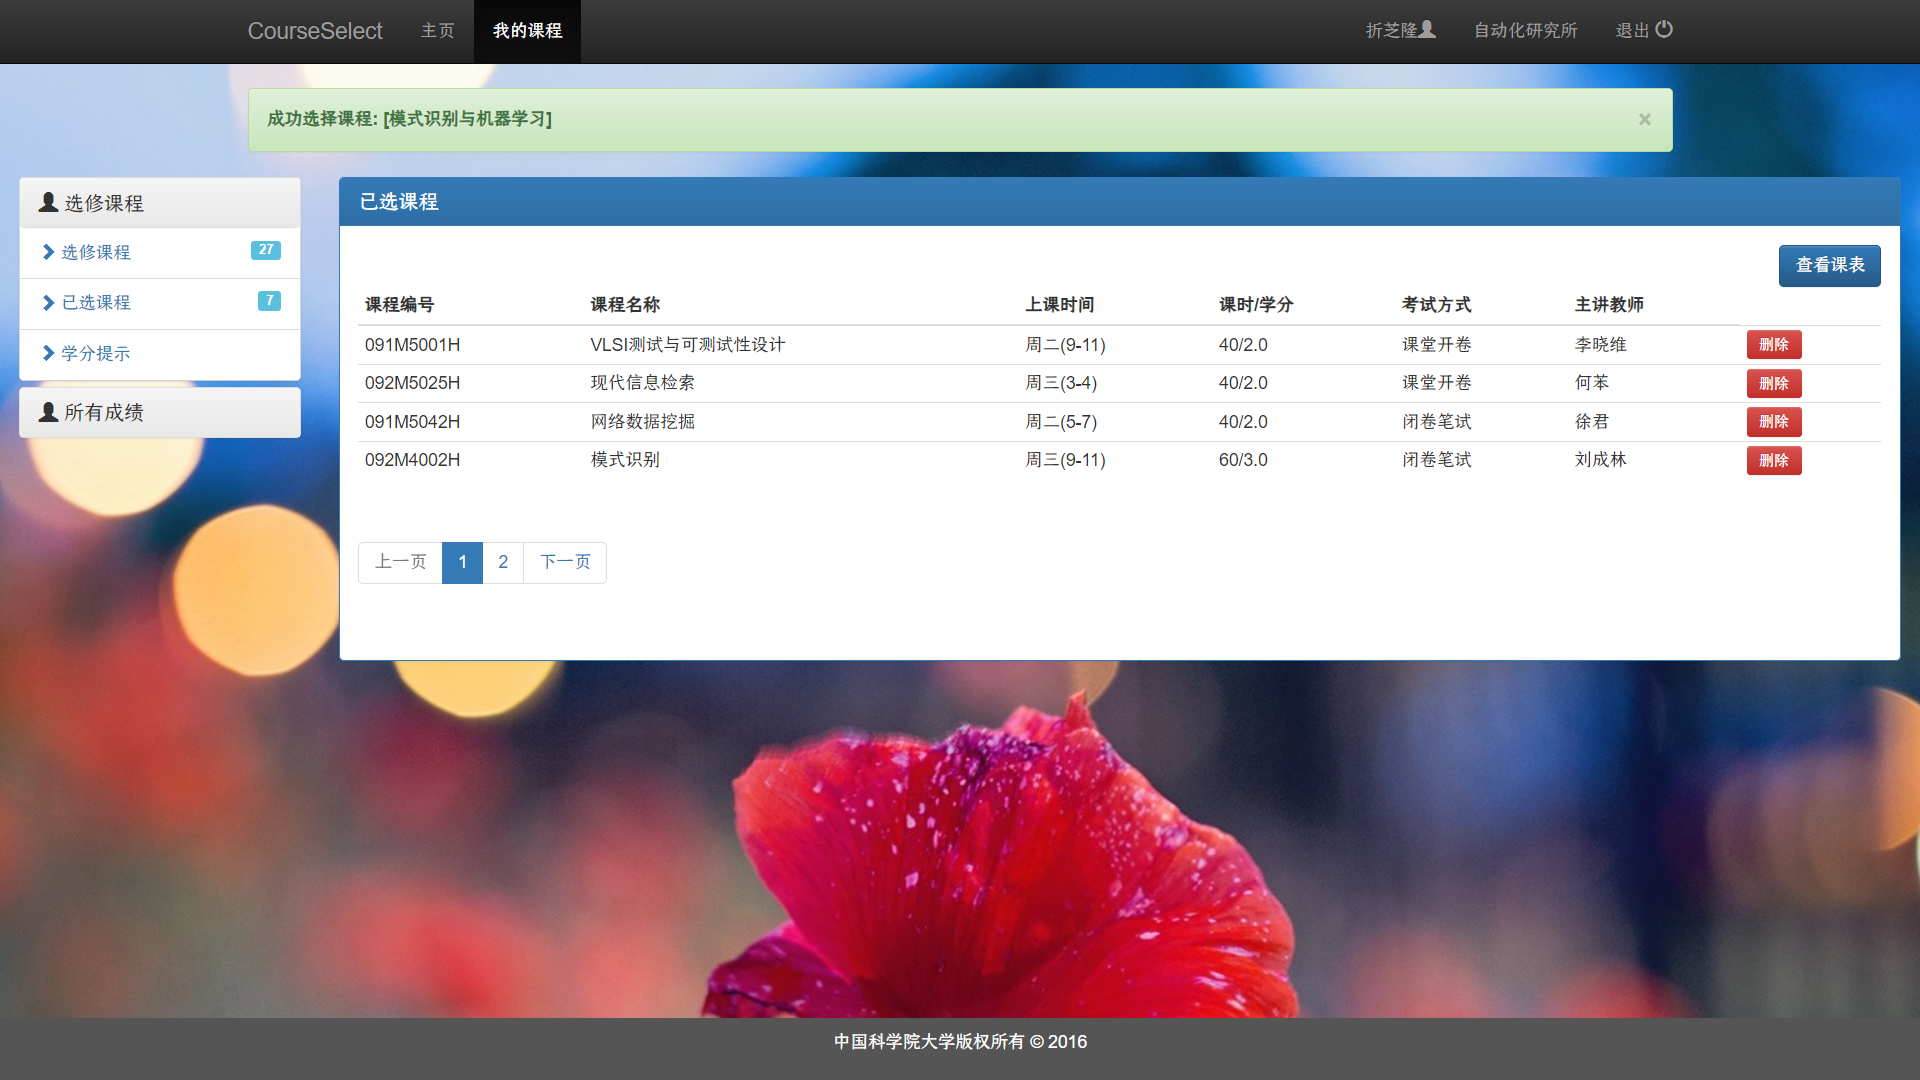 CourseSelect 主页 我的课程 折芝隆 自动化研究所 退出
成功选择课程: [模式识别与机器学习] ×
选修课程
选修课程 27
已选课程 7
学分提示
所有成绩
已选课程
查看课表
课程编号 课程名称 上课时间 课时/学分 考试方式 主讲教师
091M5001H VLSI测试与可测试性设计 周二(9-11) 40/2.0 课堂开卷 李晓维 删除
092M5025H 现代信息检索 周三(3-4) 40/2.0 课堂开卷 何苯 删除
091M5042H 网络数据挖掘 周二(5-7) 40/2.0 闭卷笔试 徐君 删除
092M4002H 模式识别 周三(9-11) 60/3.0 闭卷笔试 刘成林 删除
上一页 1 2 下一页
中国科学院大学版权所有 © 2016